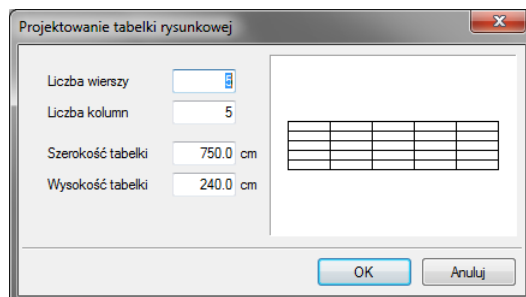 Projektowanie tabelki rysunkowej
Liczba wierszy 5
Liczba kolumn 5
Szerokość tabelki 750.0 cm
Wysokość tabelki 240.0 cm
OK Anuluj